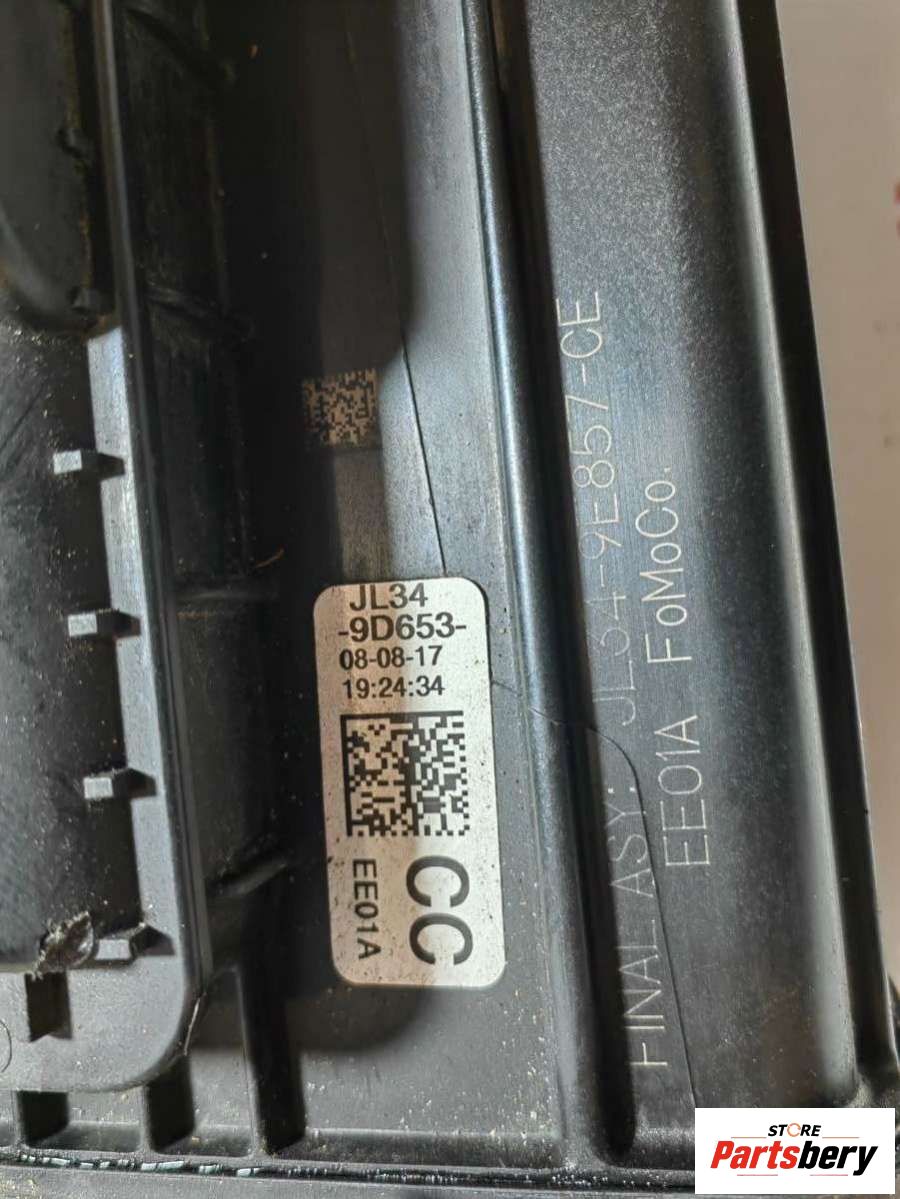 JL34
-9D653-
08-08-17
19:24:34
CC
EE01A
FINAL ASY: JL34-9E857-CE
EE01A FoMoCo.
STORE
Partsbery